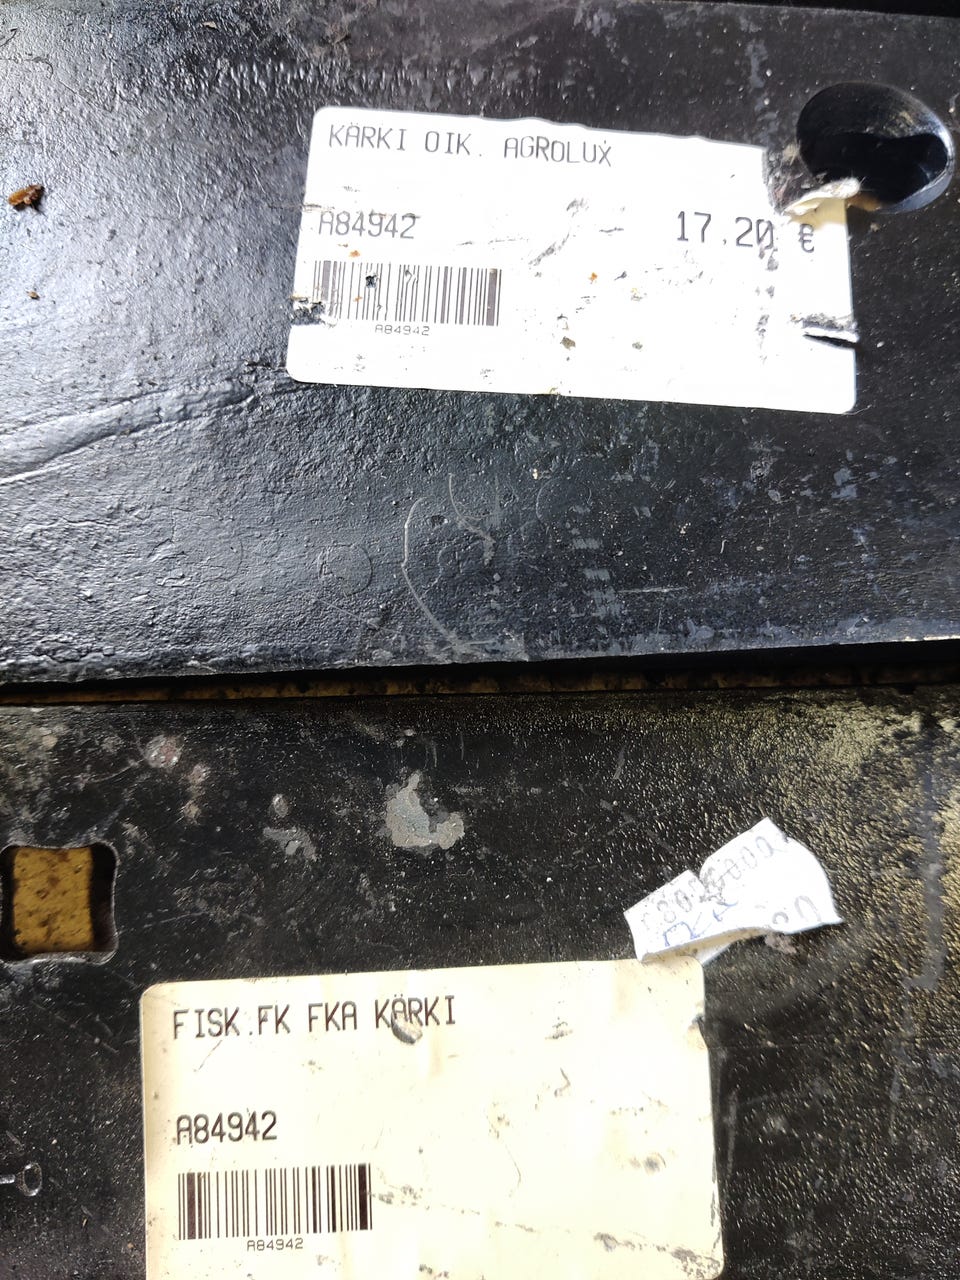 KÄRKI OIK. AGROLUX
A84942 17.20 €
A84942
FISK.FK FKA KÄRKI
A84942
A84942